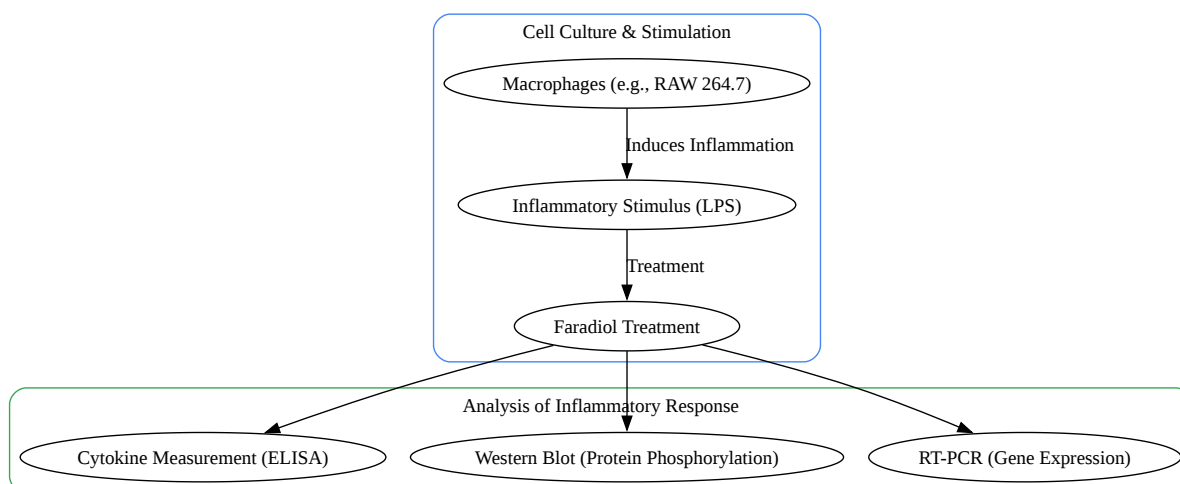 Cell Culture & Stimulation
Macrophages (e.g., RAW 264.7)
Induces Inflammation
Inflammatory Stimulus (LPS)
Treatment
Faradiol Treatment
Analysis of Inflammatory Response
Cytokine Measurement (ELISA)
Western Blot (Protein Phosphorylation)
RT-PCR (Gene Expression)